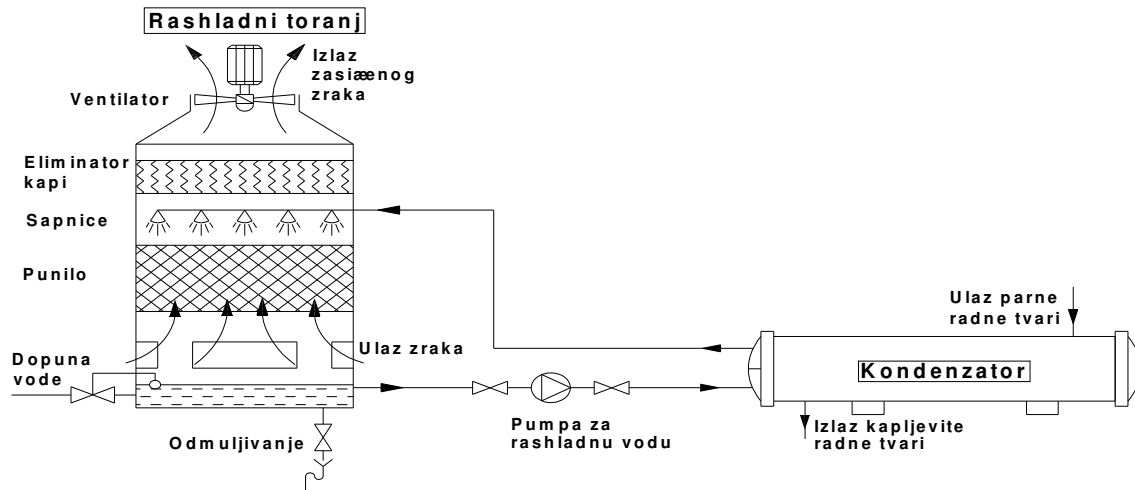 Rashladni toranj
Izlaz
zasiæenog
zraka
Ventilator
Eliminator
kapi
Sapnice
Punilo
Ulaz parne
radne tvari
Dopuna
vode
Ulaz zraka
Kondenzator
Pumpa za
rashladnu vodu
Izlaz kapljevite
radne tvari
Odmuljivanje